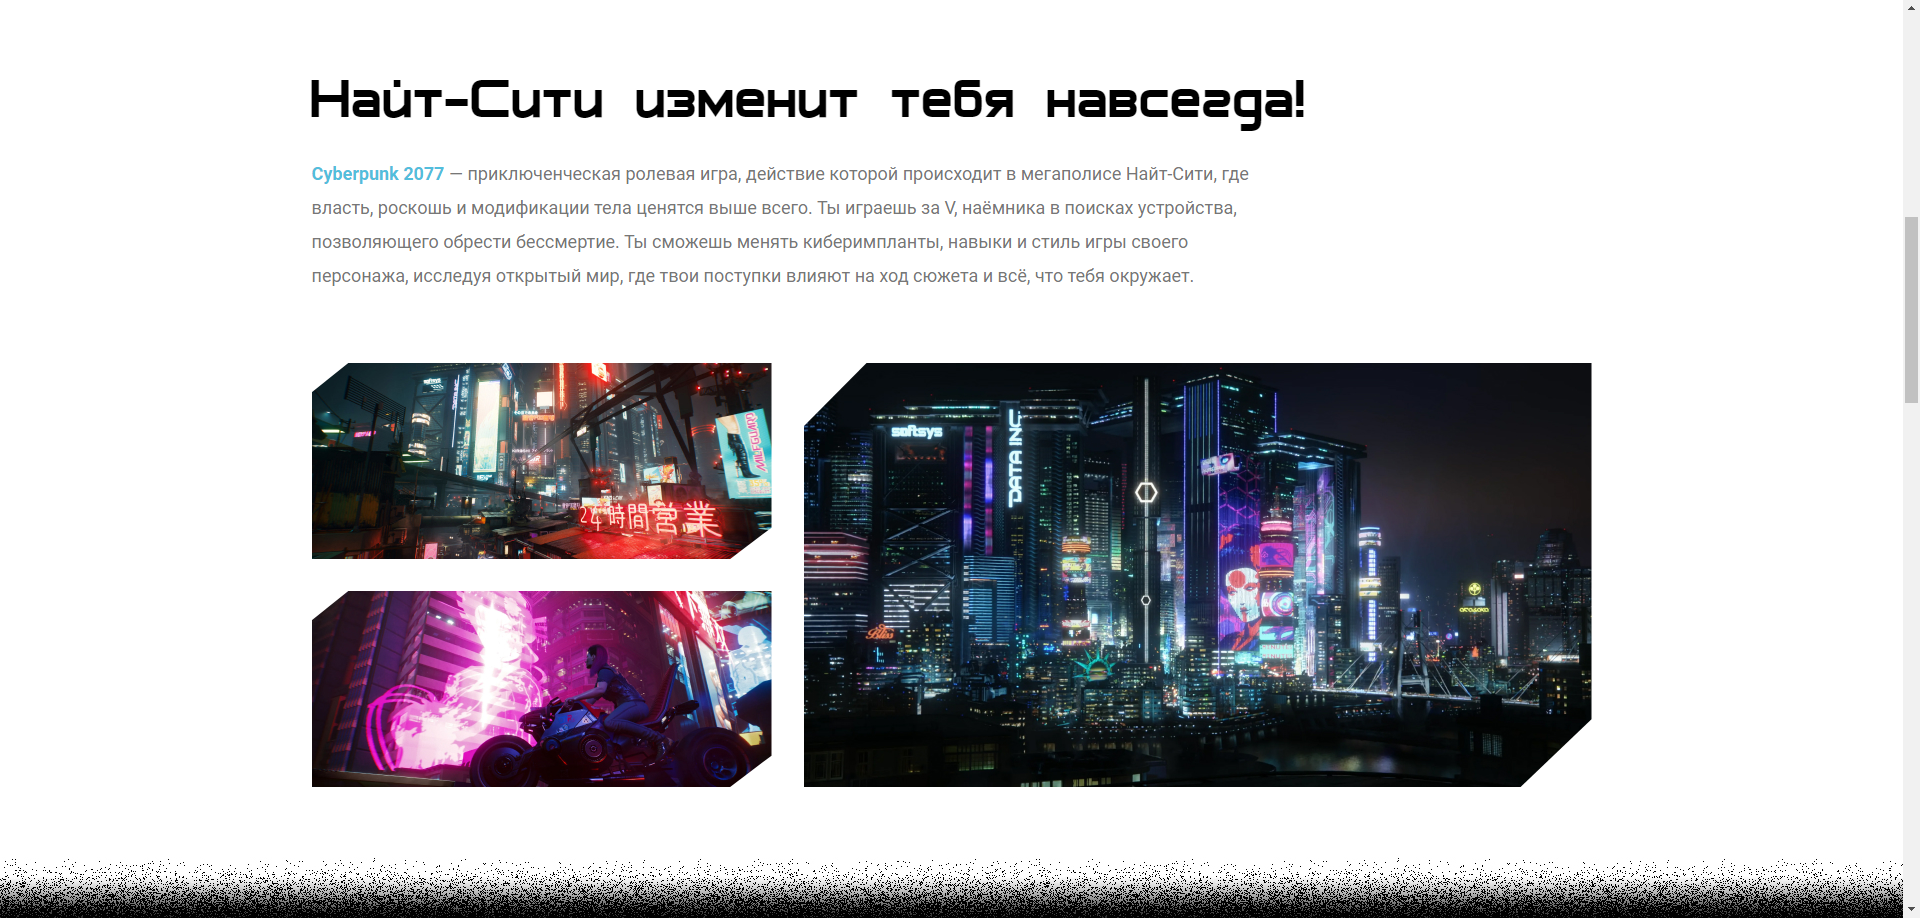 Найт-Сити изменит тебя навсегда!
Cyberpunk 2077 — приключенческая ролевая игра, действие которой происходит в мегаполисе Найт-Сити, где
власть, роскошь и модификации тела ценятся выше всего. Ты играешь за V, наёмника в поисках устройства,
позволяющего обрести бессмертие. Ты сможешь менять киберимпланты, навыки и стиль игры своего
персонажа, исследуя открытый мир, где твои поступки влияют на ход сюжета и всё, что тебя окружает.
MILFGUARD
24時間営業
softsys
DATA INC
Bliss